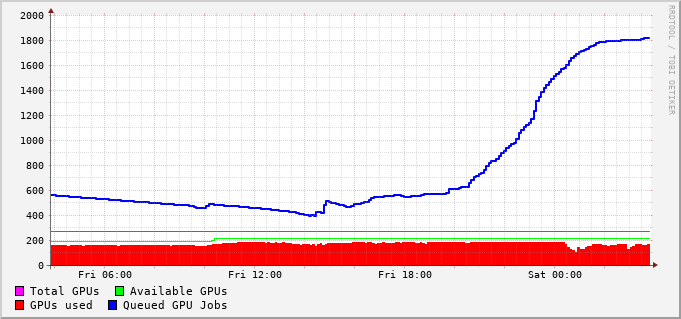 2000
1800
1600
1400
1200
1000
800
600
400
200
0
Fri 06:00 Fri 12:00 Fri 18:00 Sat 00:00
Total GPUs Available GPUs
GPUs used Queued GPU Jobs
RRDTOOL / TOBI OETIKER